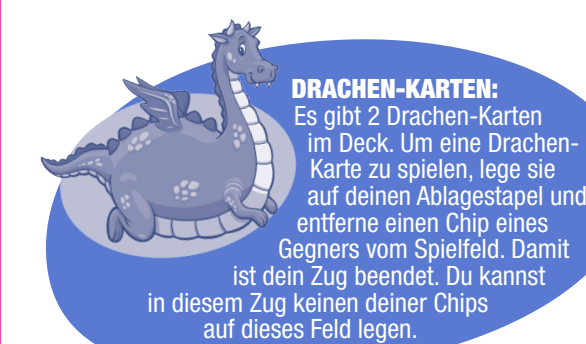 DRACHEN-KARTEN:
Es gibt 2 Drachen-Karten
im Deck. Um eine Drachen-
Karte zu spielen, lege sie
auf deinen Ablagestapel und
entferne einen Chip eines
Gegners vom Spielfeld. Damit
ist dein Zug beendet. Du kannst
in diesem Zug keinen deiner Chips
auf dieses Feld legen.